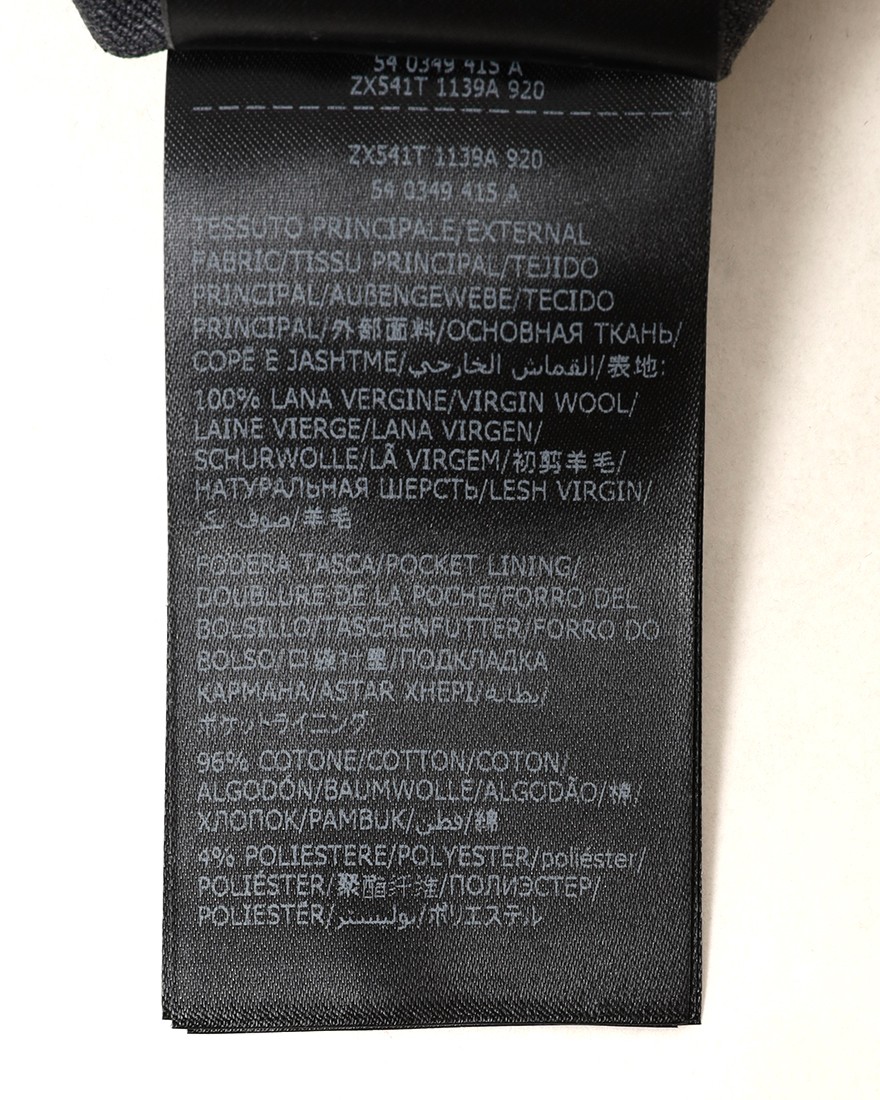 54 0349 415 A
ZX541T 1139A 920
ZX541T 1139A 920
54 0349 415 A
TESSUTO PRINCIPALE/EXTERNAL
FABRIC/TISSU PRINCIPAL/TEJIDO
PRINCIPAL/AUßENGEWEBE/TECIDO
PRINCIPAL/外部面料/ОСНОВНАЯ ТКАНЬ/
COPË E JASHTME/القماش الخارجي/表地:
100% LANA VERGINE/VIRGIN WOOL/
LAINE VIERGE/LANA VIRGEN/
SCHURWOLLE/LÃ VIRGEM/初剪羊毛/
НАТУРАЛЬНАЯ ШЕРСТЬ/LESH VIRGIN/
صوف بكر/羊毛
FODERA TASCA/POCKET LINING/
DOUBLURE DE LA POCHE/FORRO DEL
BOLSILLO/TASCHENFUTTER/FORRO DO
BOLSO/口袋里/ПОДКЛАДКА
КАРМАНА/ASTAR XHEPI/بطانة/
ポケットライニング
96% COTONE/COTTON/COTON/
ALGODÓN/BAUMWOLLE/ALGODÃO/棉/
ХЛОПОК/PAMBUK/قطن/綿
4% POLIESTERE/POLYESTER/poliéster/
POLIÉSTER/聚酯纤维/ПОЛИЭСТЕР/
POLIESTËR/بوليستر/ポリエステル